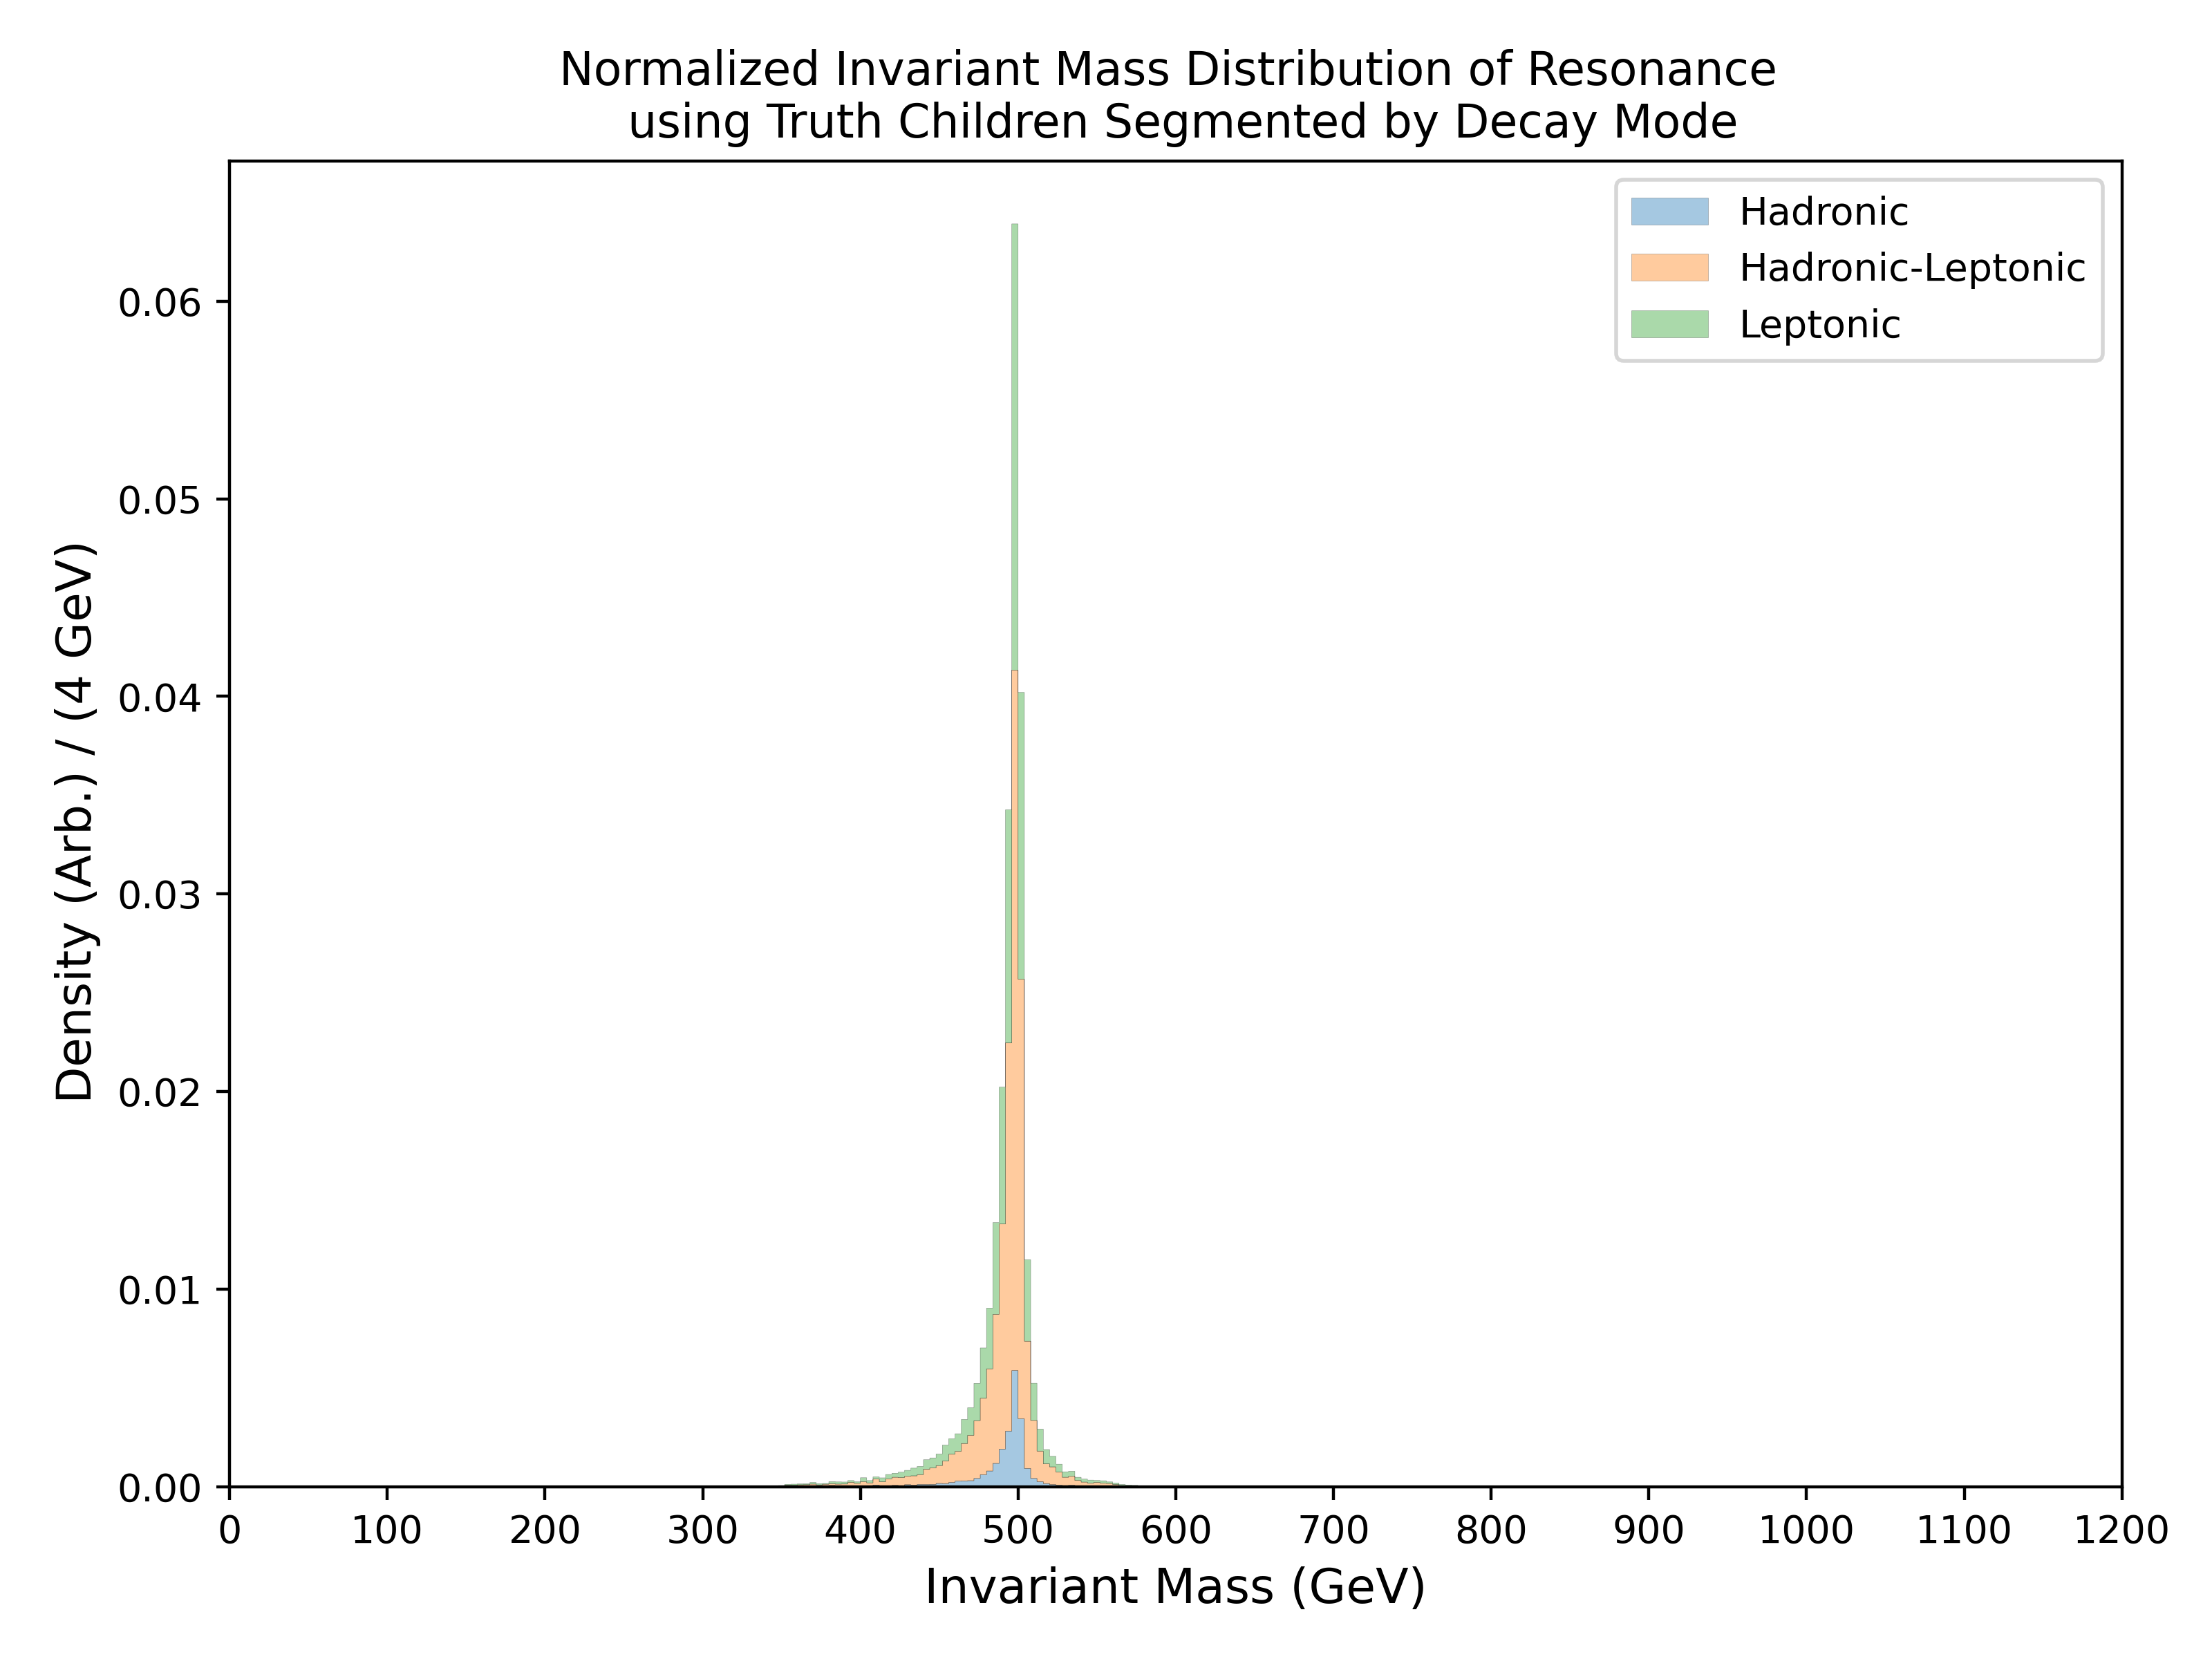 Normalized Invariant Mass Distribution of Resonance
using Truth Children Segmented by Decay Mode
Hadronic
Hadronic-Leptonic
Leptonic
Density (Arb.) / (4 GeV)
0.06
0.05
0.04
0.03
0.02
0.01
0.00
0 100 200 300 400 500 600 700 800 900 1000 1100 1200
Invariant Mass (GeV)